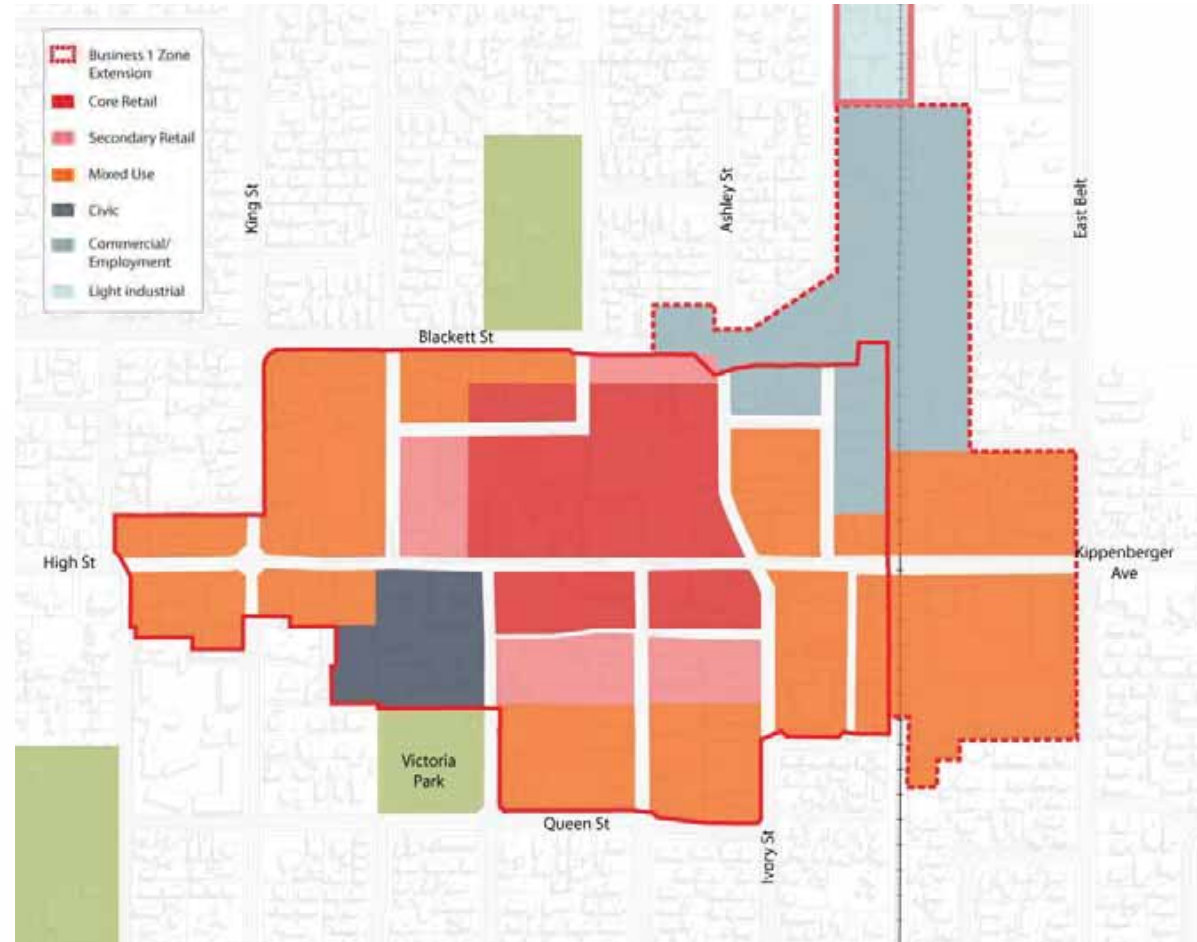 Business 1 Zone
Extension
Core Retail
Secondary Retail
Mixed Use
Civic
Commercial/
Employment
Light industrial
King St
Ashley St
East Belt
Blackett St
High St
Kippenberger
Ave
Victoria
Park
Queen St
Ivory St